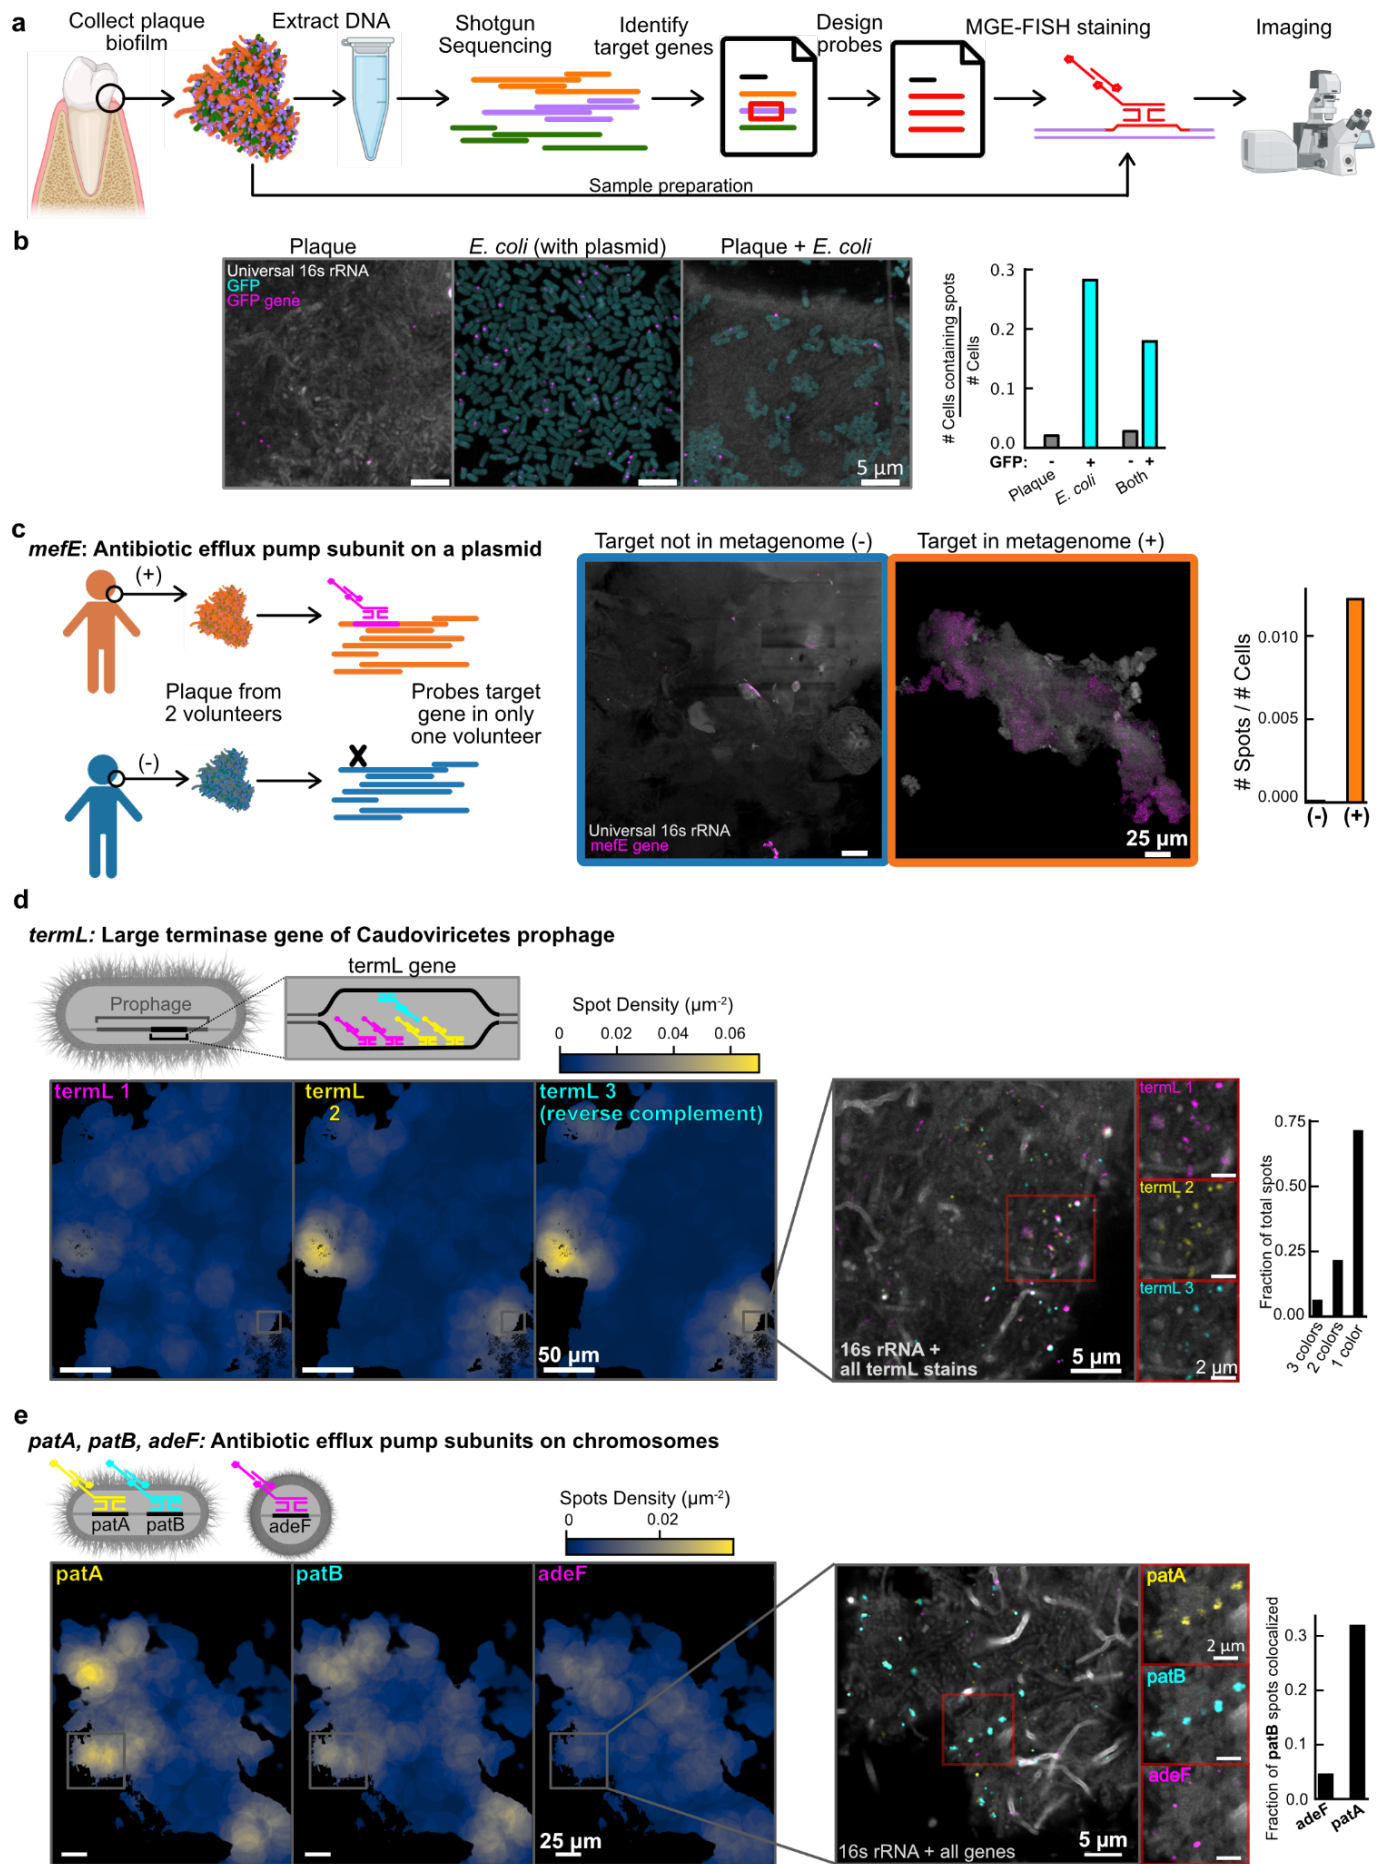 a
Collect plaque
biofilm
Extract DNA
Shotgun
Sequencing
Identify
target genes
Design
probes
MGE-FISH staining
Imaging
Sample preparation
b
Plaque
E. coli (with plasmid)
Plaque + E. coli
Universal 16s rRNA
GFP
GFP gene
5 µm
# Cells containing spots
# Cells
0.3
0.2
0.1
0.0
GFP: - + - +
Plaque
E. coli
Both
c
mefE: Antibiotic efflux pump subunit on a plasmid
(+)
Plaque from
2 volunteers
Probes target
gene in only
one volunteer
(-)
X
Target not in metagenome (-)
Target in metagenome (+)
Universal 16s rRNA
mefE gene
25 µm
# Spots / # Cells
0.010
0.005
0.000
(-) (+)
d
termL: Large terminase gene of Caudoviricetes prophage
Prophage
termL gene
Spot Density (µm-2)
0 0.02 0.04 0.06
termL 1
termL
2
termL 3
(reverse complement)
50 µm
16s rRNA +
all termL stains
5 µm
termL 1
termL 2
termL 3
2 µm
Fraction of total spots
0.75
0.50
0.25
0.00
3 colors
2 colors
1 color
e
patA, patB, adeF: Antibiotic efflux pump subunits on chromosomes
patA patB
adeF
Spots Density (µm-2)
0 0.02
patA
patB
adeF
25 µm
16s rRNA + all genes
5 µm
patA
2 µm
patB
adeF
Fraction of patB spots colocalized
0.3
0.2
0.1
0.0
adeF
patA